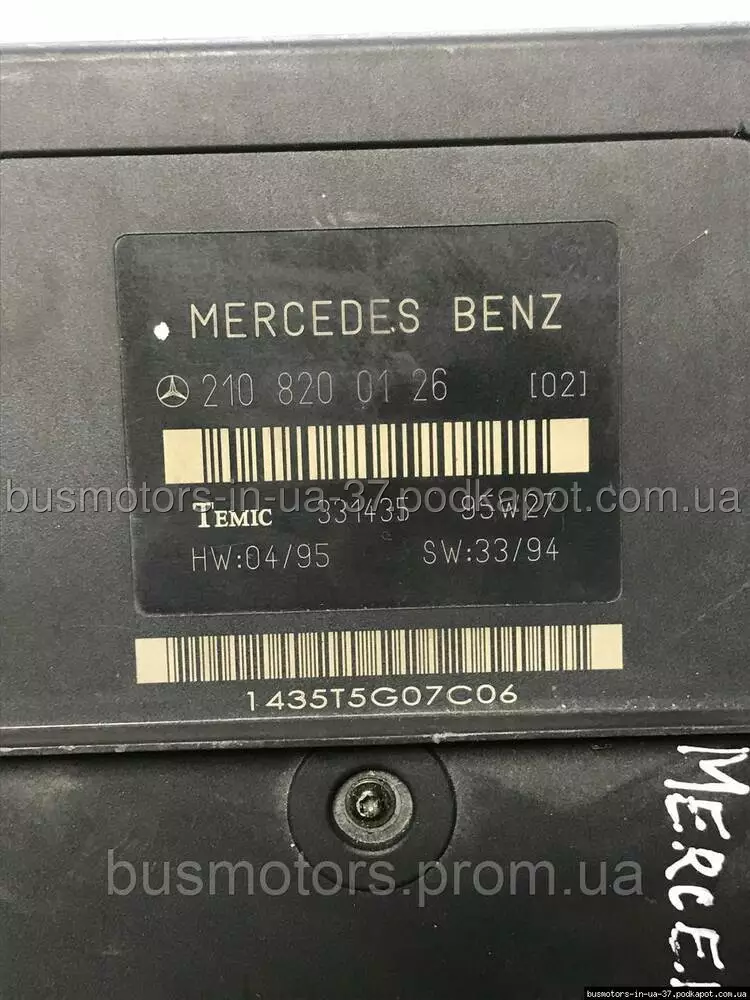 MERCEDES BENZ
210 820 01 26 [02]
busmotors-in-ua-37.podkapot.com.ua
TEMIC 331435 95W27
HW:04/95 SW:33/94
1435T5G07C06
MERCE
busmotors.prom.ua
busmotors-in-ua-37.podkapot.com.ua